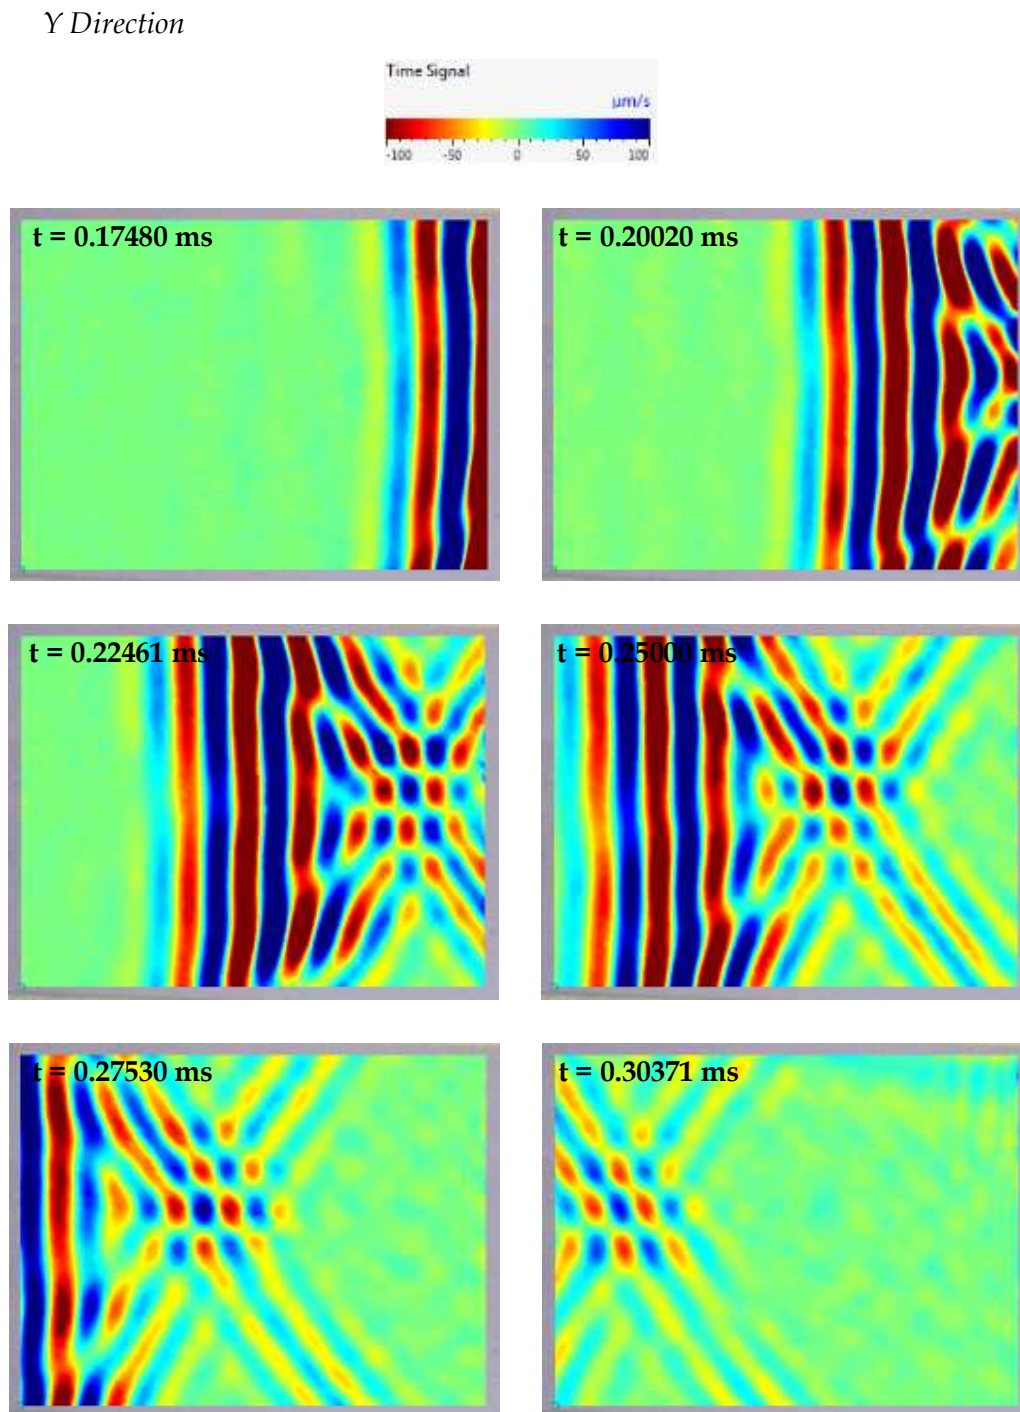 Y Direction
Time Signal
µm/s
-100 -50 0 50 100
t = 0.17480 ms
t = 0.20020 ms
t = 0.22461 ms
t = 0.25000 ms
t = 0.27530 ms
t = 0.30371 ms